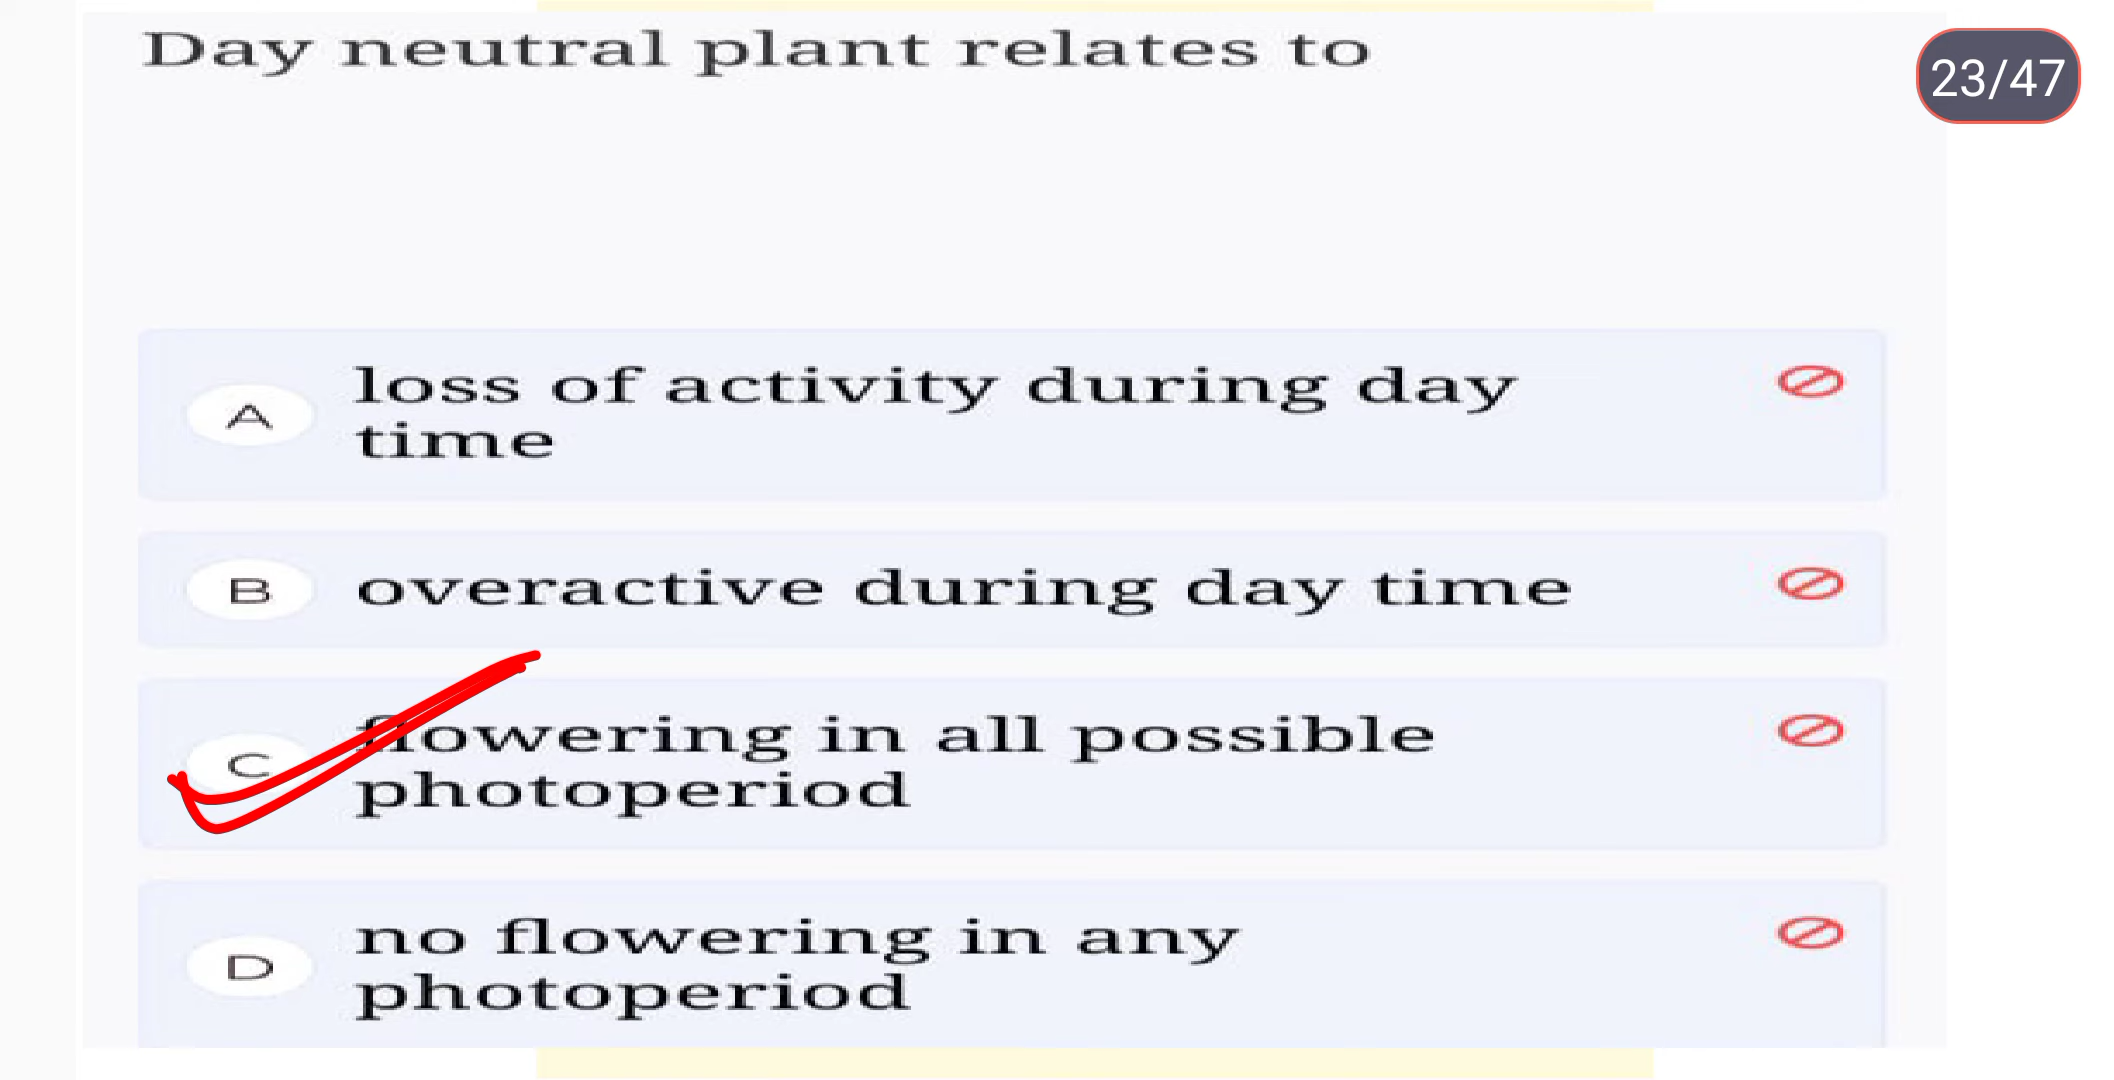 Day neutral plant relates to
23/47
A
loss of activity during day
time
B
overactive during day time
C
flowering in all possible
photoperiod
D
no flowering in any
photoperiod